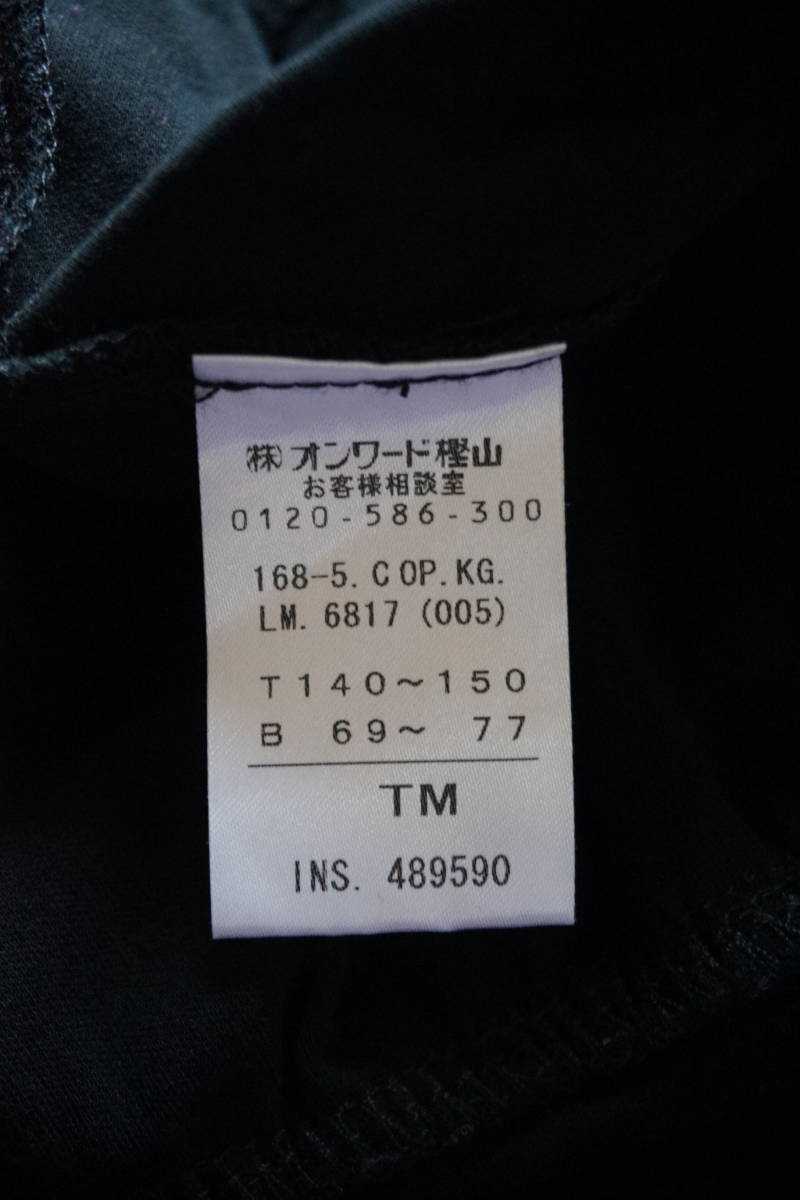 ㈱オンワード樫山
お客様相談室
0120-586-300
168-5.COP.KG.
LM.6817(005)
T140～150
B 69～ 77
TM
INS. 489590